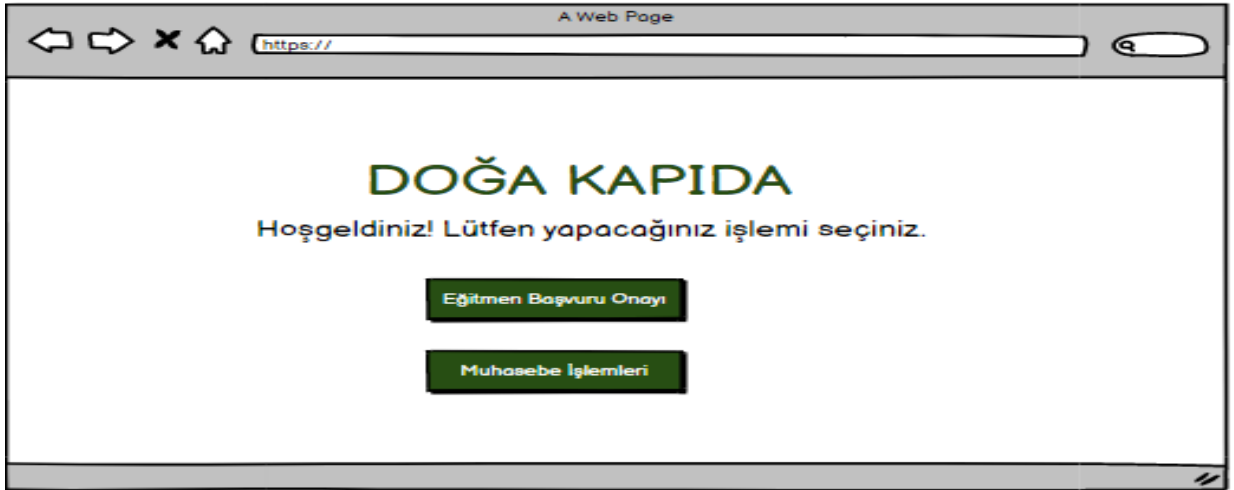 A Web Page
https://
DOĞA KAPIDA
Hoşgeldiniz! Lütfen yapacağınız işlemi seçiniz.
Eğitmen Başvuru Onayı
Muhasebe İşlemleri